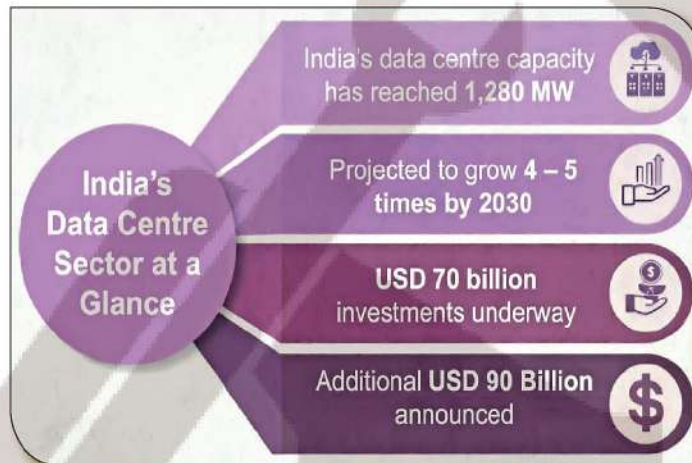 India's
Data Centre
Sector at a
Glance
India's data centre capacity
has reached 1,280 MW
Projected to grow 4 – 5
times by 2030
USD 70 billion
investments underway
Additional USD 90 Billion
announced